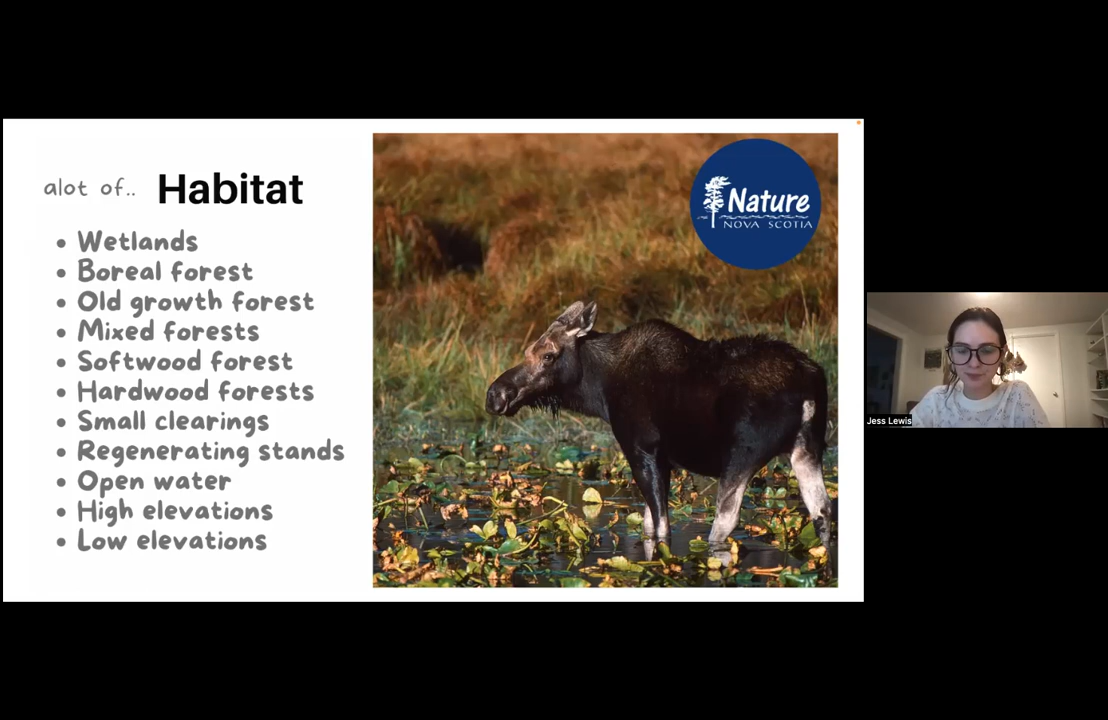 alot of.. Habitat
Wetlands
Boreal forest
Old growth forest
Mixed forests
Softwood forest
Hardwood forests
Small clearings
Regenerating stands
Open water
High elevations
Low elevations
Nature
NOVA SCOTIA
Jess Lewis